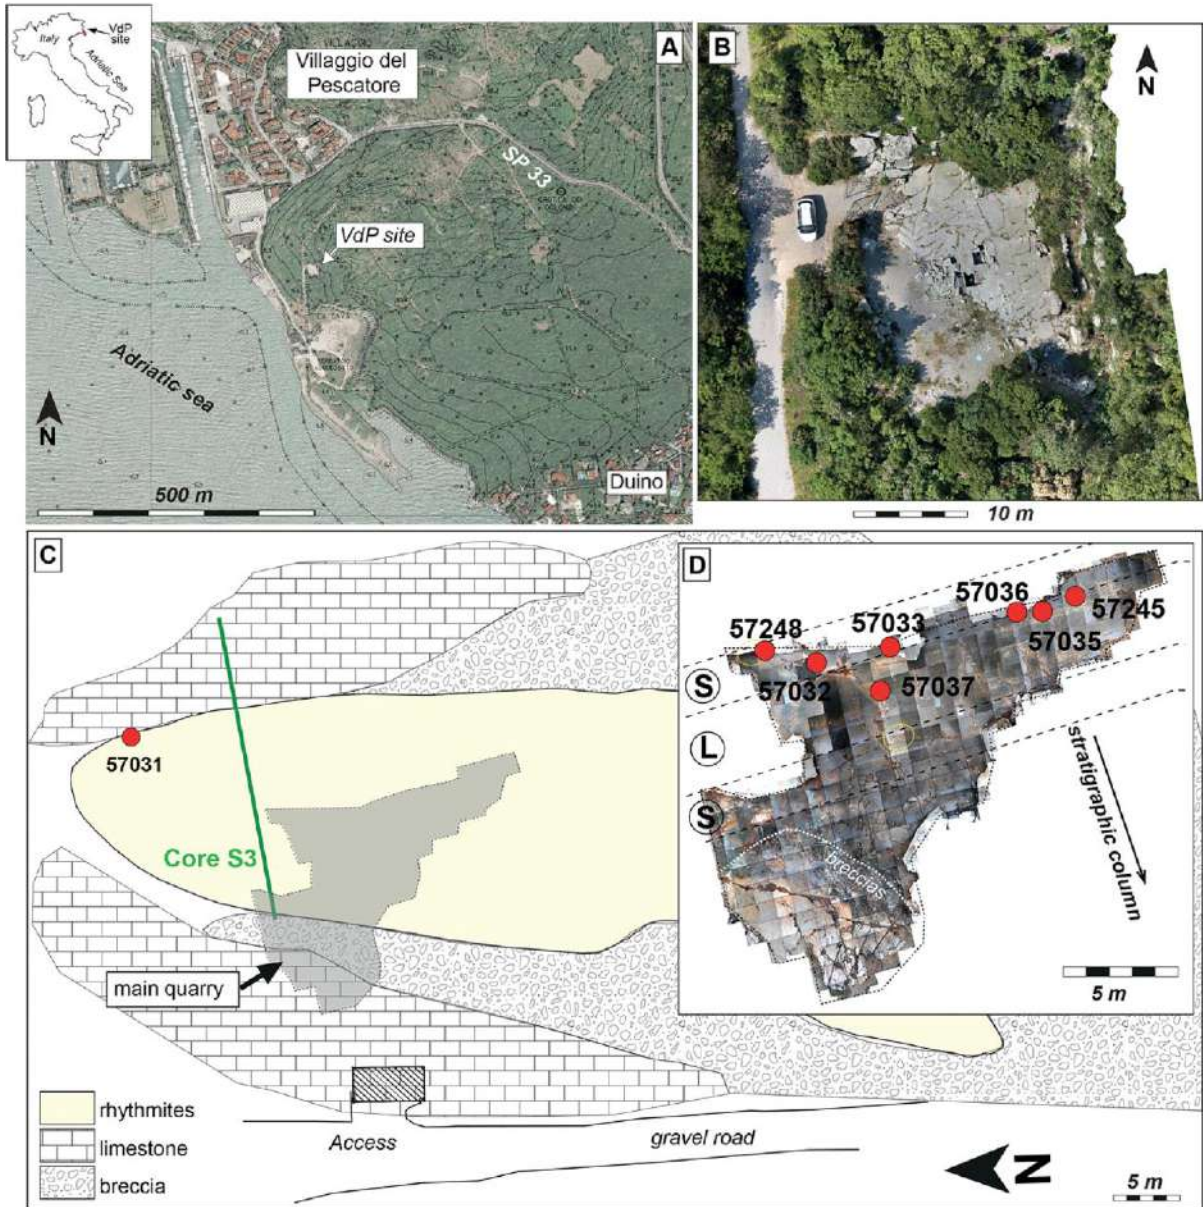 Italy
VdP
site
Adriatic
Sea
A
Villaggio del
Pescatore
SP 33
VdP site
Adriatic sea
N
500 m
Duino
B
N
10 m
C
57031
Core S3
main quarry
rhythmites
limestone
breccia
Access
gravel road
N
5 m
D
57036
57248
57033
57245
57035
57032
57037
S
L
S
breccias
stratigraphic column
5 m